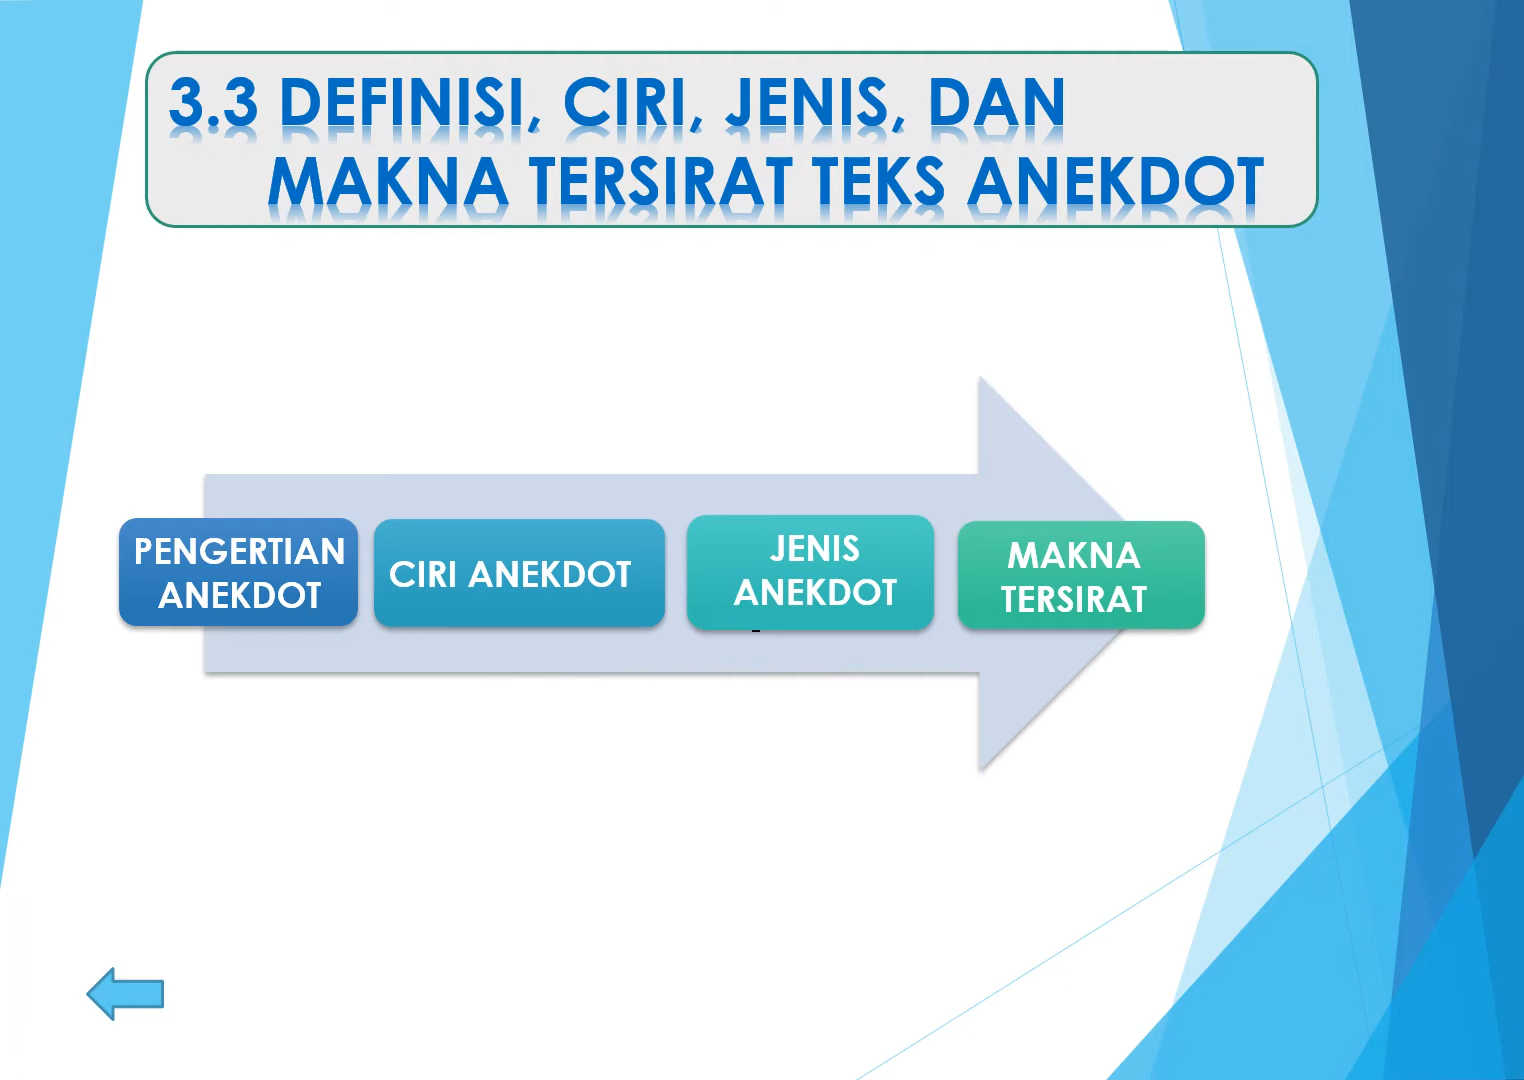 3.3 DEFINISI, CIRI, JENIS, DAN
MAKNA TERSIRAT TEKS ANEKDOT
PENGERTIAN
ANEKDOT
CIRI ANEKDOT
JENIS
ANEKDOT
MAKNA
TERSIRAT